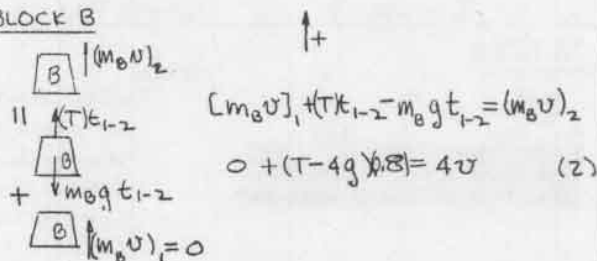 BLOCK B
↑+
B
(m_B v)_2
[m_B v]_1 + (T)t_{1-2} - m_B g t_{1-2} = (m_B v)_2
(T)t_{1-2}
B
0 + (T-4g)(0.8) = 4v (2)
+ m_B g t_{1-2}
B
(m_B v)_1 = 0